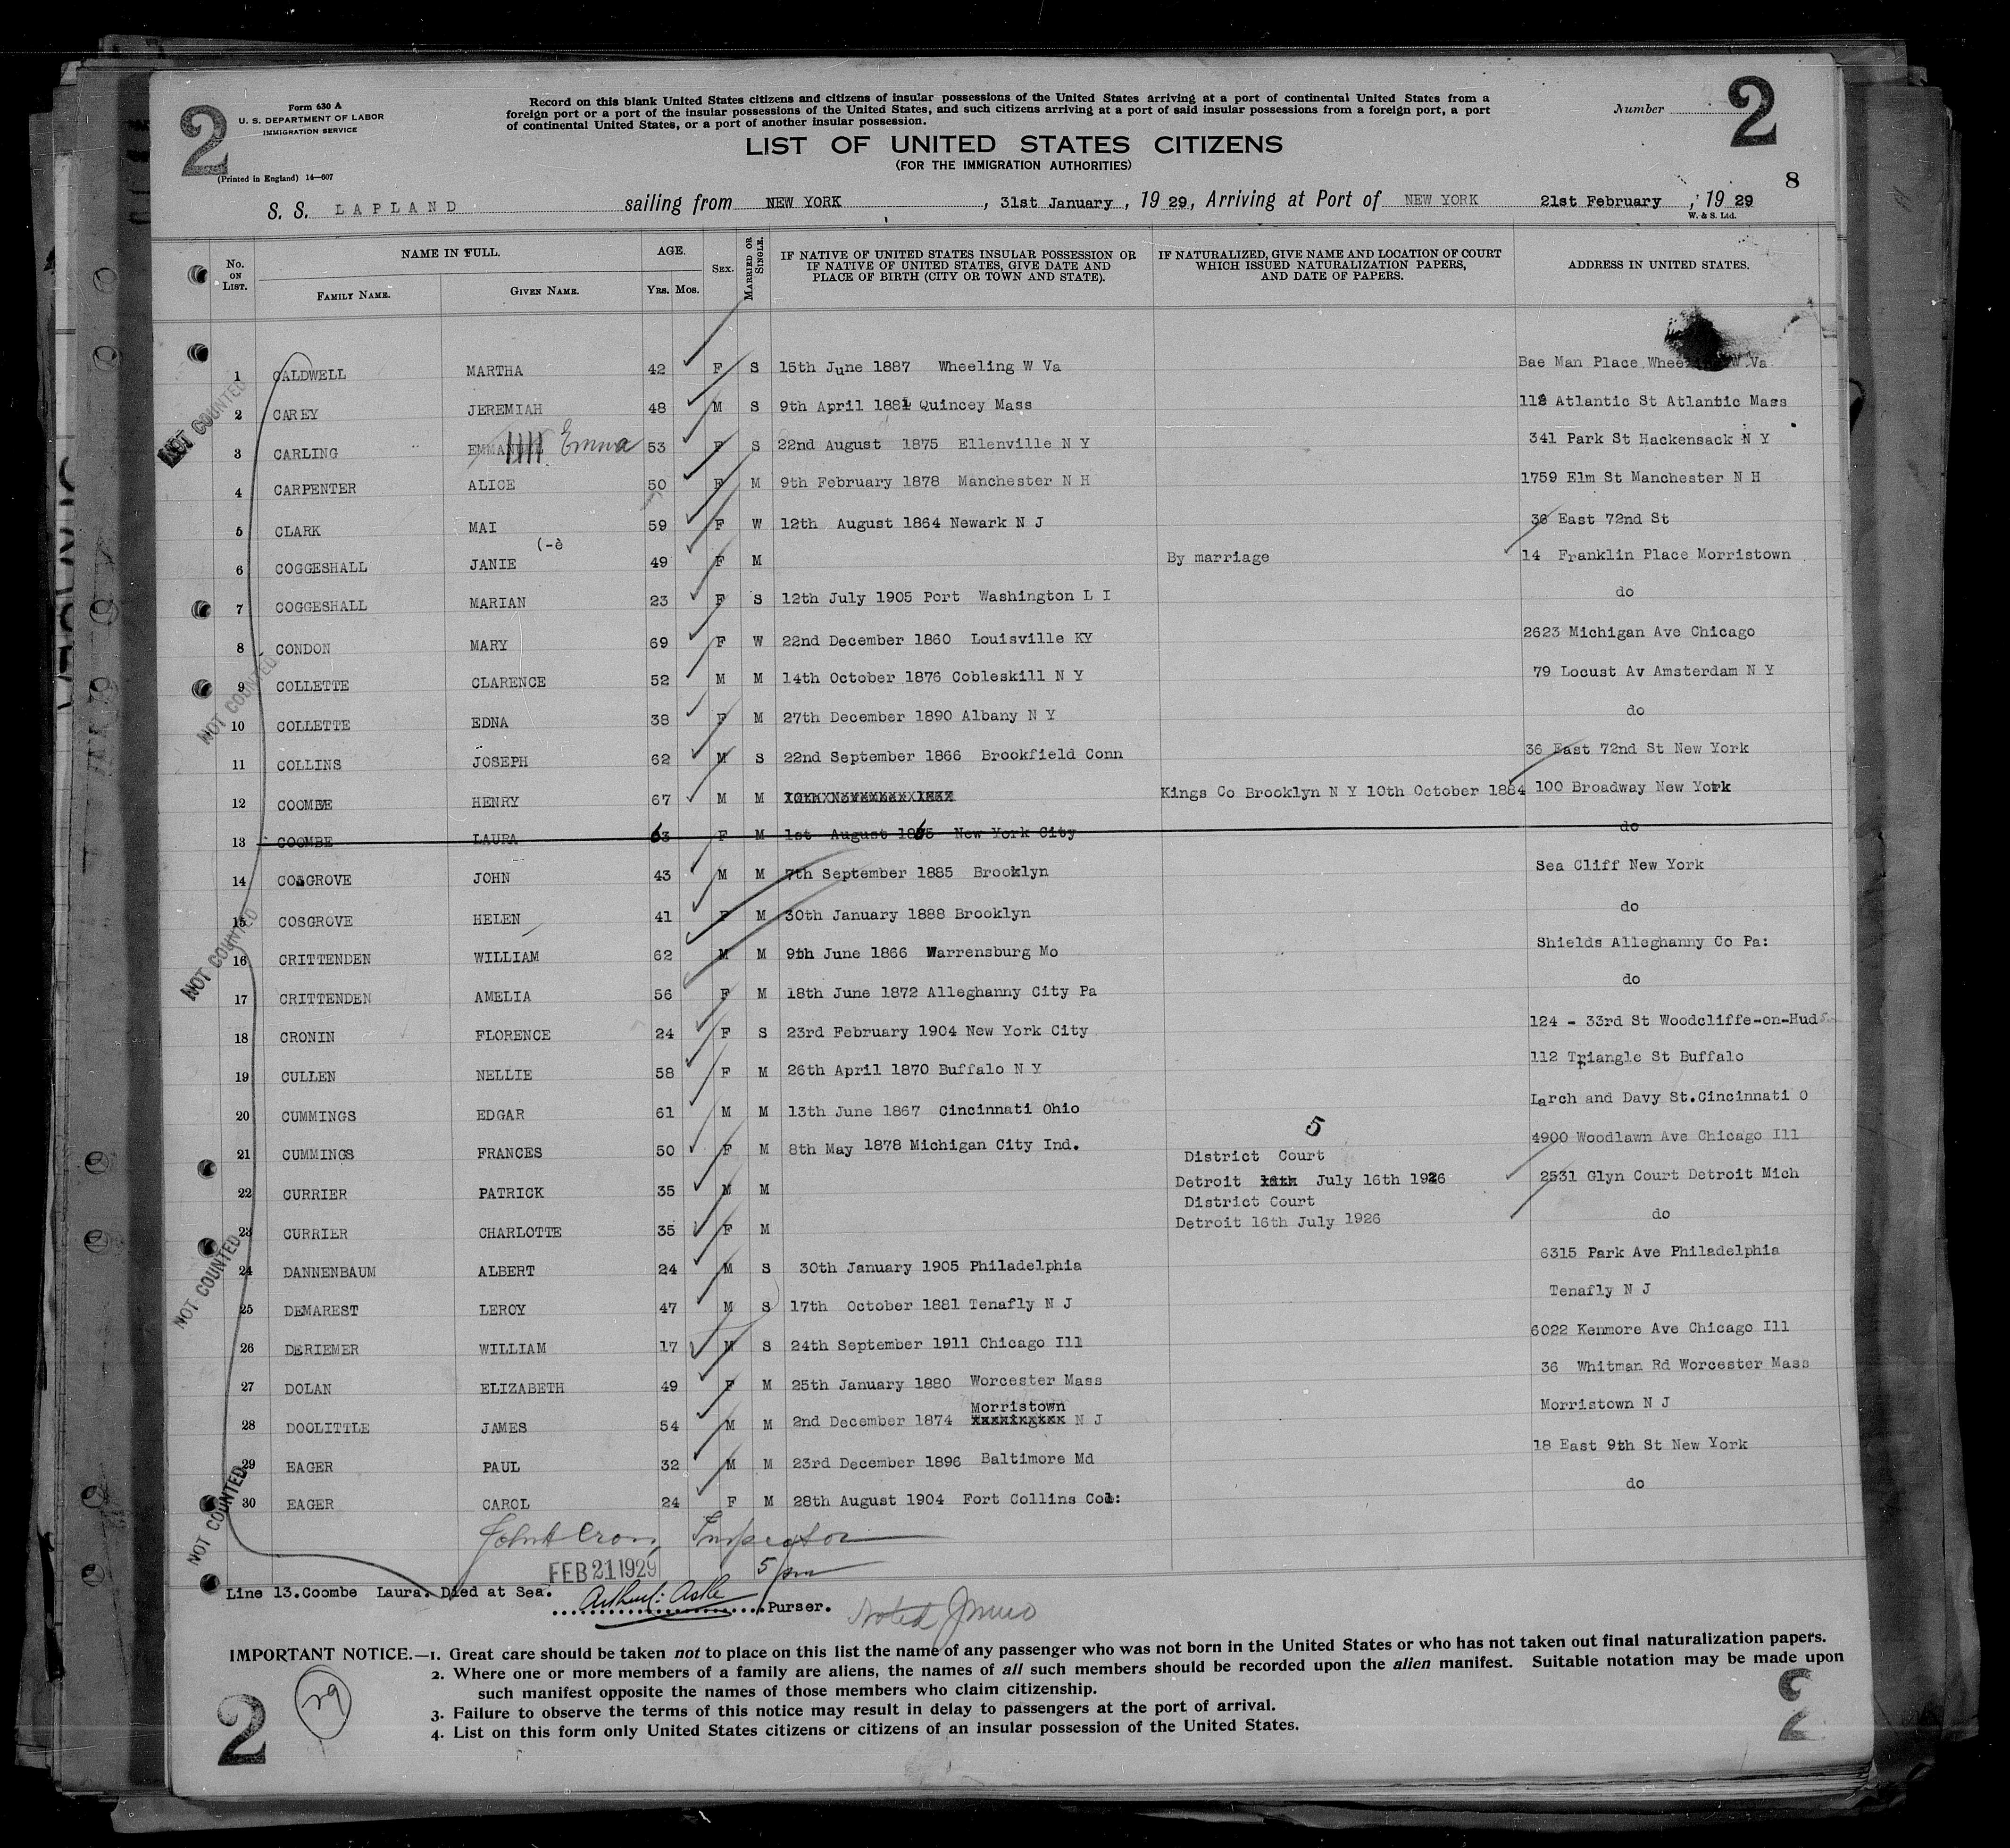 2
Form 630 A
U. S. DEPARTMENT OF LABOR
IMMIGRATION SERVICE
(Printed in England) 14—607
Record on this blank United States citizens and citizens of insular possessions of the United States arriving at a port of continental United States from a
foreign port or a port of the insular possessions of the United States, and such citizens arriving at a port of said insular possessions from a foreign port, a port
of continental United States, or a port of another insular possession.
Number
2
LIST OF UNITED STATES CITIZENS
(FOR THE IMMIGRATION AUTHORITIES)
8
S. S. LAPLAND sailing from NEW YORK , 31st January , 19 29, Arriving at Port of NEW YORK 21st February , 19 29
W. & S. Ltd.
No. ON LIST. NAME IN FULL. FAMILY NAME. GIVEN NAME. AGE. YRS. MOS. SEX. MARRIED OR SINGLE. IF NATIVE OF UNITED STATES INSULAR POSSESSION OR IF NATIVE OF UNITED STATES, GIVE DATE AND PLACE OF BIRTH (CITY OR TOWN AND STATE). IF NATURALIZED, GIVE NAME AND LOCATION OF COURT WHICH ISSUED NATURALIZATION PAPERS, AND DATE OF PAPERS. ADDRESS IN UNITED STATES.
1 CALDWELL MARTHA 42 F S 15th June 1887 Wheeling W Va Bae Man Place Wheeling W Va
2 CAREY JEREMIAH 48 M S 9th April 1881 Quincey Mass 112 Atlantic St Atlantic Mass
3 CARLING EMMANUEL Emma 53 F S 22nd August 1875 Ellenville N Y 341 Park St Hackensack N Y
4 CARPENTER ALICE 50 F M 9th February 1878 Manchester N H 1759 Elm St Manchester N H
5 CLARK MAI 59 F W 12th August 1864 Newark N J 36 East 72nd St
(-è
6 COGGESHALL JANIE 49 F M By marriage 14 Franklin Place Morristown
7 COGGESHALL MARIAN 23 F S 12th July 1905 Port Washington L I do
8 CONDON MARY 69 F W 22nd December 1860 Louisville KY 2623 Michigan Ave Chicago
9 COLLETTE CLARENCE 52 M M 14th October 1876 Cobleskill N Y 79 Locust Av Amsterdam N Y
10 COLLETTE EDNA 38 F M 27th December 1890 Albany N Y do
11 COLLINS JOSEPH 62 M S 22nd September 1866 Brookfield Conn 36 East 72nd St New York
12 COOMBE HENRY 67 M M Kings Co Brooklyn N Y 10th October 1884 100 Broadway New York
13 COOMBE LAURA 63 F M 1st August 1865 New York City do
14 COSGROVE JOHN 43 M M 7th September 1885 Brooklyn Sea Cliff New York
15 COSGROVE HELEN 41 F M 30th January 1888 Brooklyn do
16 CRITTENDEN WILLIAM 62 M M 9th June 1866 Warrensburg Mo Shields Alleghanny Co Pa:
17 CRITTENDEN AMELIA 56 F M 18th June 1872 Alleghanny City Pa do
18 CRONIN FLORENCE 24 F S 23rd February 1904 New York City 124 - 33rd St Woodcliffe-on-Huds
19 CULLEN NELLIE 58 F M 26th April 1870 Buffalo N Y 112 Triangle St Buffalo
20 CUMMINGS EDGAR 61 M M 13th June 1867 Cincinnati Ohio Larch and Davy St.Cincinnati O
5
21 CUMMINGS FRANCES 50 F M 8th May 1878 Michigan City Ind. 4900 Woodlawn Ave Chicago Ill
District Court
22 CURRIER PATRICK 35 M M Detroit July 16th 1926 2531 Glyn Court Detroit Mich
District Court
23 CURRIER CHARLOTTE 35 F M Detroit 16th July 1926 do
24 DANNENBAUM ALBERT 24 M S 30th January 1905 Philadelphia 6315 Park Ave Philadelphia
25 DEMAREST LEROY 47 M S 17th October 1881 Tenafly N J Tenafly N J
26 DERIEMER WILLIAM 17 M S 24th September 1911 Chicago Ill 6022 Kenmore Ave Chicago Ill
27 DOLAN ELIZABETH 49 F M 25th January 1880 Worcester Mass 36 Whitman Rd Worcester Mass
Morristown
28 DOOLITTLE JAMES 54 M M 2nd December 1874 N J Morristown N J
29 EAGER PAUL 32 M M 23rd December 1896 Baltimore Md 18 East 9th St New York
30 EAGER CAROL 24 F M 28th August 1904 Fort Collins Col: do
NOT COUNTED
NOT COUNTED
NOT COUNTED
NOT COUNTED
NOT COUNTED
Inspector
FEB 21 1929 5 pm
Line 13.Coombe Laura. Died at Sea.
Purser. Noted
IMPORTANT NOTICE.—1. Great care should be taken not to place on this list the name of any passenger who was not born in the United States or who has not taken out final naturalization papers.
2. Where one or more members of a family are aliens, the names of all such members should be recorded upon the alien manifest. Suitable notation may be made upon
such manifest opposite the names of those members who claim citizenship.
3. Failure to observe the terms of this notice may result in delay to passengers at the port of arrival.
4. List on this form only United States citizens or citizens of an insular possession of the United States.
2
29
2